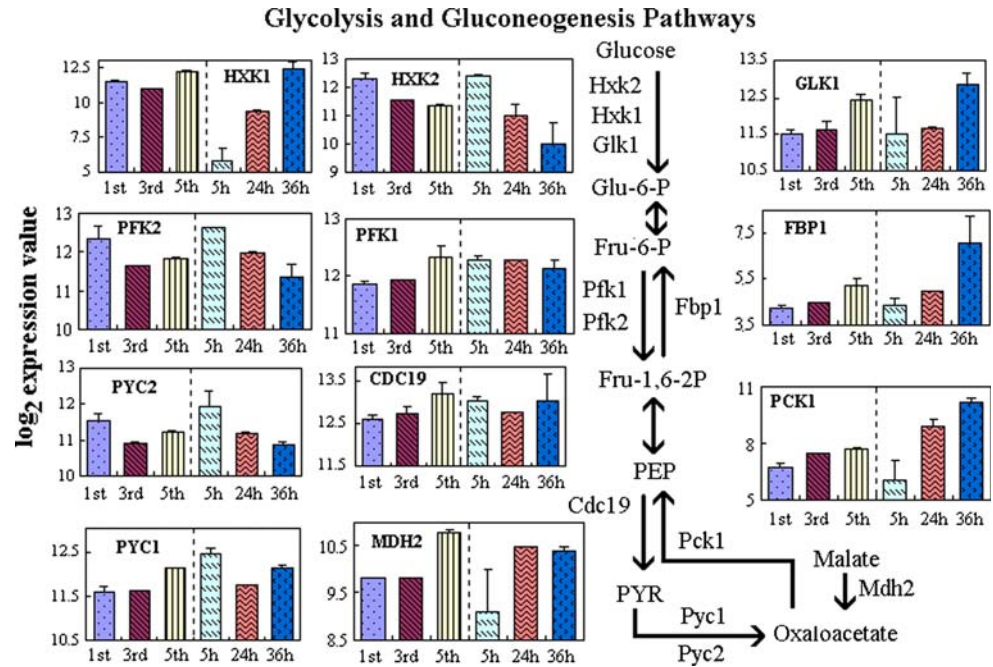 Glycolysis and Gluconeogenesis Pathways
log2 expression value
HXK1
12.5
10
7.5
5
1st 3rd 5th 5h 24h 36h
HXK2
13
12
11
10
9
1st 3rd 5th 5h 24h 36h
GLK1
13.5
12.5
11.5
10.5
1st 3rd 5th 5h 24h 36h
PFK2
13
12
11
10
1st 3rd 5th 5h 24h 36h
PFK1
13
12
11
1st 3rd 5th 5h 24h 36h
FBP1
7,5
5,5
3,5
1st 3rd 5th 5h 24h 36h
PYC2
13
12
11
10
1st 3rd 5th 5h 24h 36h
CDC19
13.5
12.5
11.5
1st 3rd 5th 5h 24h 36h
PCK1
11
8
5
1st 3rd 5th 5h 24h 36h
PYC1
12.5
11.5
10.5
1st 3rd 5th 5h 24h 36h
MDH2
10.5
9.5
8.5
1st 3rd 5th 5h 24h 36h
Glucose
Hxk2
Hxk1
Glk1
Glu-6-P
Fru-6-P
Pfk1
Pfk2
Fbp1
Fru-1,6-2P
PEP
Cdc19
Pck1
Malate
Mdh2
PYR
Pyc1
Pyc2
Oxaloacetate